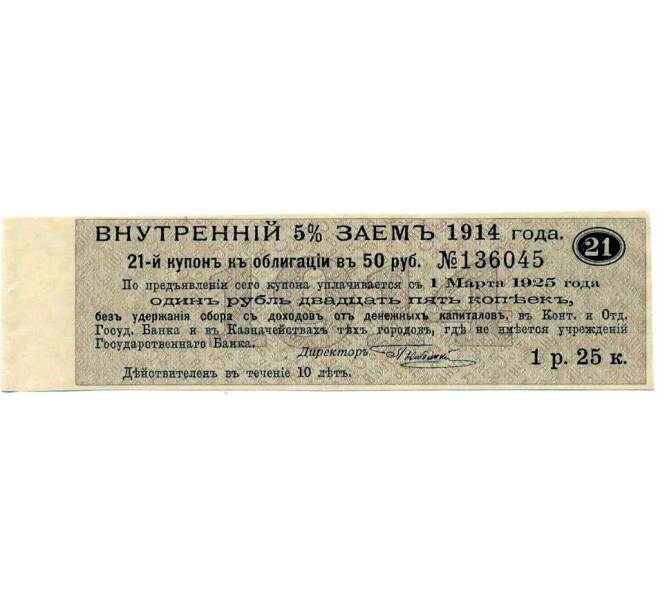 ВНУТРЕННІЙ 5% ЗАЕМЪ 1914 года.
21
21-й купонъ къ облигаціи въ 50 руб. №136045
По предъявленіи сего купона уплачивается съ 1 Марта 1925 года
одинъ рубль двадцать пять копѣекъ,
безъ удержанія сбора съ доходовъ отъ денежныхъ капиталовъ, въ Конт. и Отд.
Госуд. Банка и въ Казначействахъ тѣхъ городовъ, гдѣ не имѣется учрежденій
Государственнаго Банка.
Директоръ
1 р. 25 к.
Дѣйствителенъ въ теченіе 10 лѣтъ.